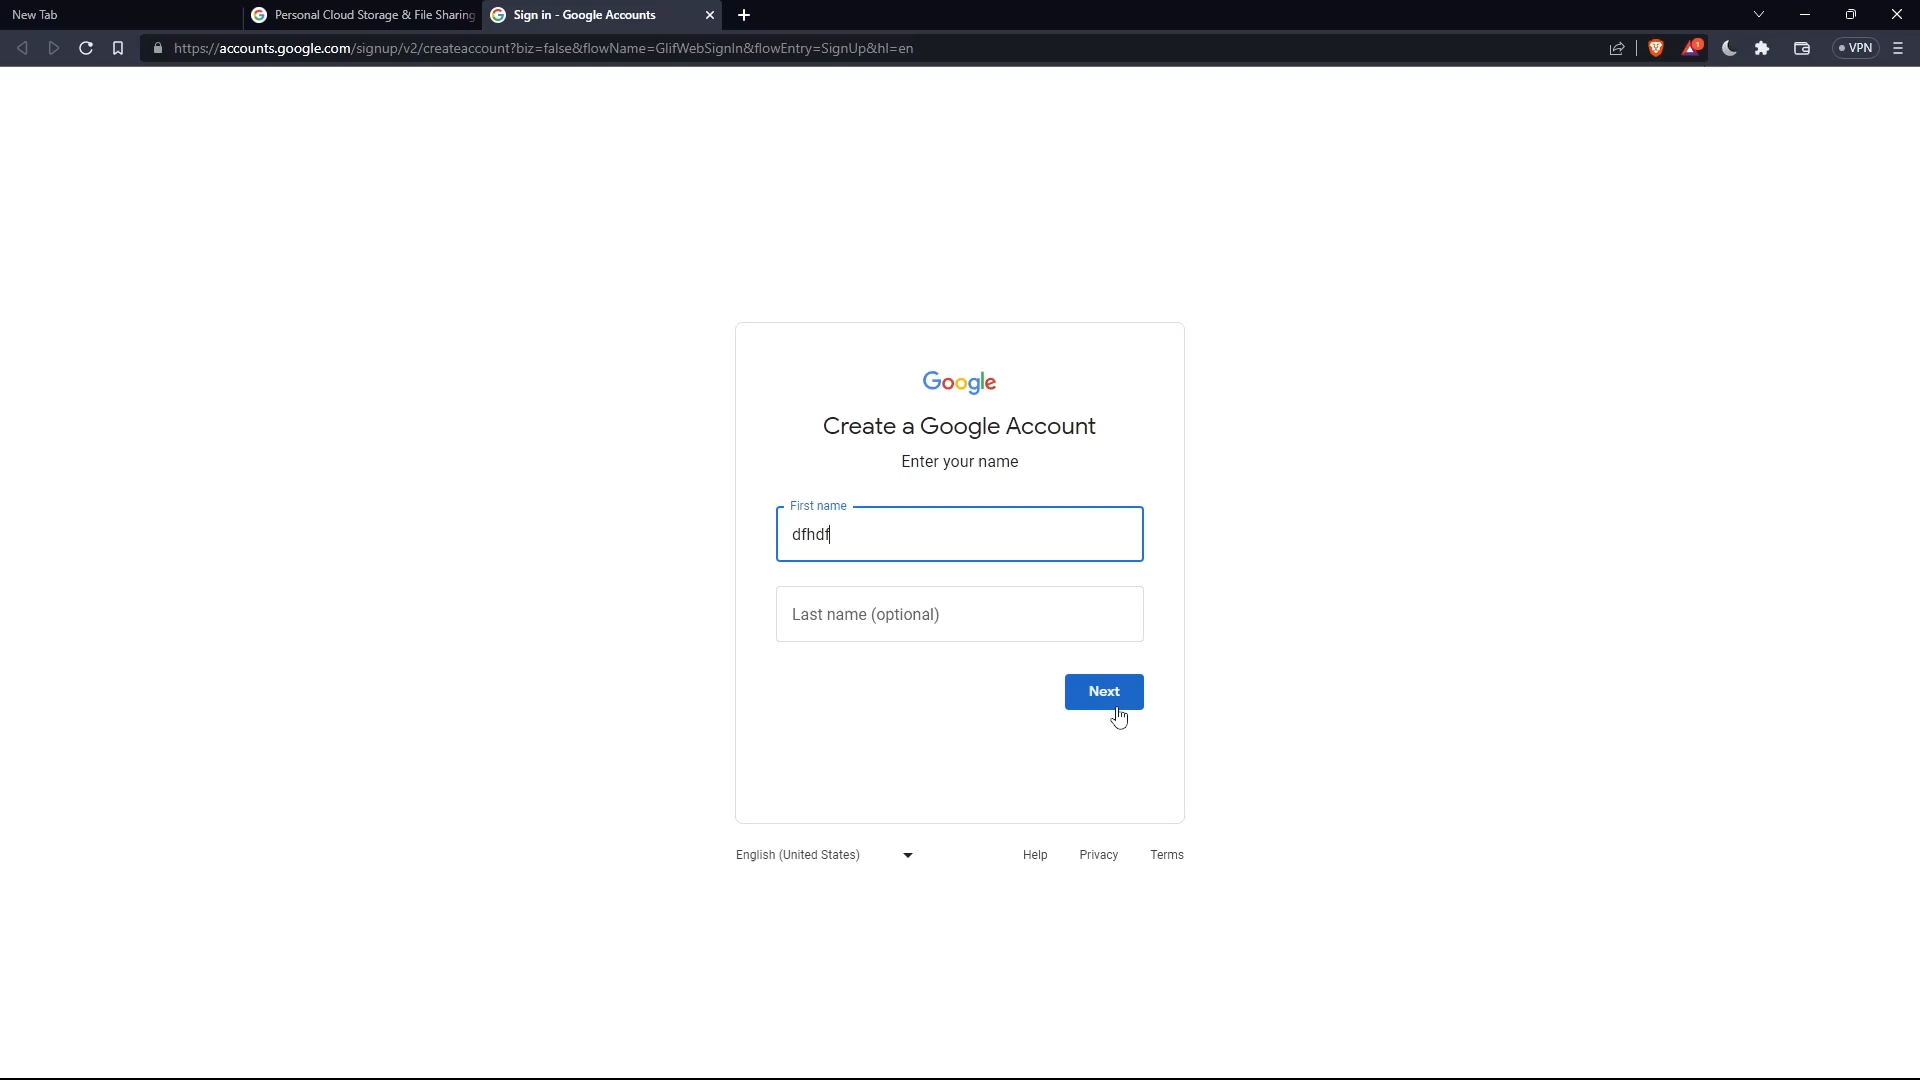 New Tab
Personal Cloud Storage & File Sharing
Sign in - Google Accounts
https://accounts.google.com/signup/v2/createaccount?biz=false&flowName=GlifWebSignIn&flowEntry=SignUp&hl=en
1
VPN
Google
Create a Google Account
Enter your name
First name
dfhdf
Last name (optional)
Next
English (United States)
Help
Privacy
Terms